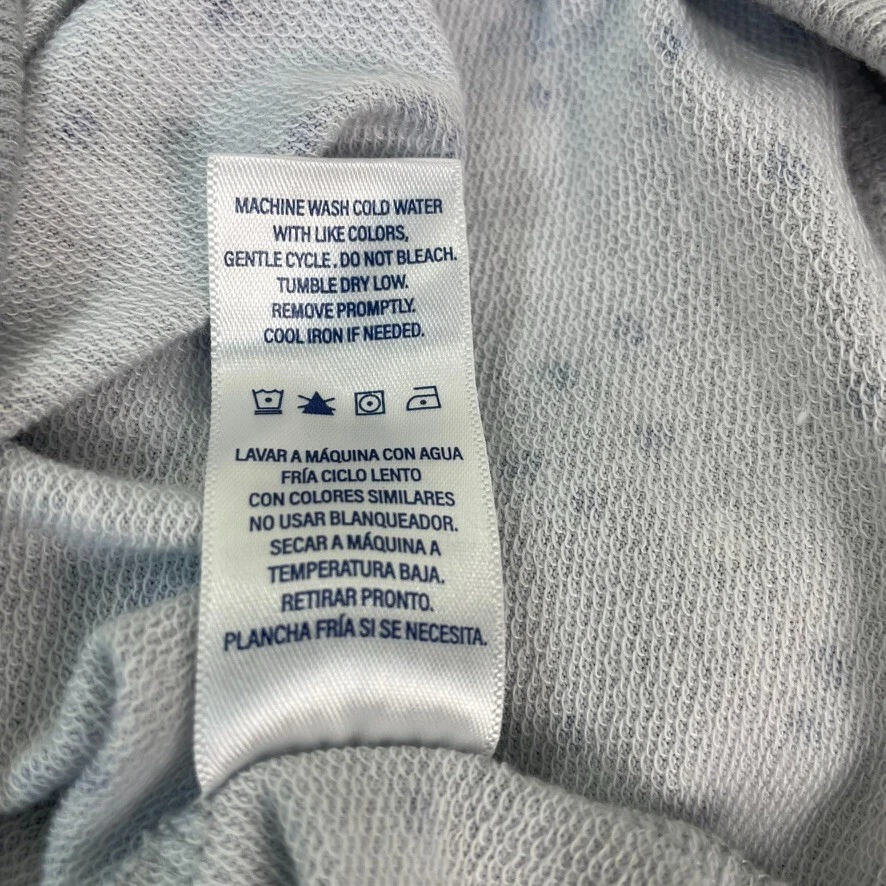 MACHINE WASH COLD WATER
WITH LIKE COLORS,
GENTLE CYCLE. DO NOT BLEACH.
TUMBLE DRY LOW.
REMOVE PROMPTLY.
COOL IRON IF NEEDED.
LAVAR A MÁQUINA CON AGUA
FRÍA CICLO LENTO
CON COLORES SIMILARES
NO USAR BLANQUEADOR.
SECAR A MÁQUINA A
TEMPERATURA BAJA.
RETIRAR PRONTO.
PLANCHA FRÍA SI SE NECESITA.